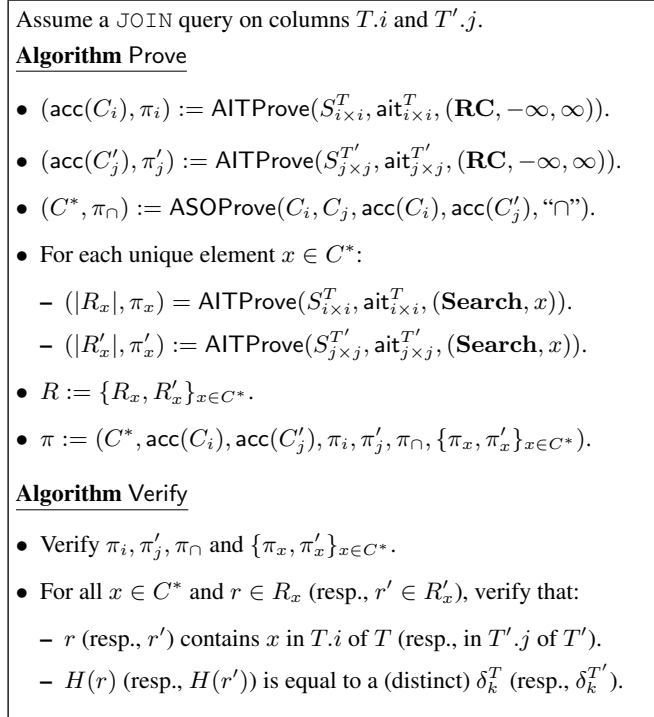 Assume a JOIN query on columns T.i and T′.j.
Algorithm Prove
• (acc(C_i), π_i) := AITProve(S^T_{i×i}, ait^T_{i×i}, (RC, −∞, ∞)).
• (acc(C′_j), π′_j) := AITProve(S^{T′}_{j×j}, ait^{T′}_{j×j}, (RC, −∞, ∞)).
• (C*, π_∩) := ASOProve(C_i, C_j, acc(C_i), acc(C′_j), “∩”).
• For each unique element x ∈ C*:
– (|R_x|, π_x) = AITProve(S^T_{i×i}, ait^T_{i×i}, (Search, x)).
– (|R′_x|, π′_x) := AITProve(S^{T′}_{j×j}, ait^{T′}_{j×j}, (Search, x)).
• R := {R_x, R′_x}_{x∈C*}.
• π := (C*, acc(C_i), acc(C′_j), π_i, π′_j, π_∩, {π_x, π′_x}_{x∈C*}).
Algorithm Verify
• Verify π_i, π′_j, π_∩ and {π_x, π′_x}_{x∈C*}.
• For all x ∈ C* and r ∈ R_x (resp., r′ ∈ R′_x), verify that:
– r (resp., r′) contains x in T.i of T (resp., in T′.j of T′).
– H(r) (resp., H(r′)) is equal to a (distinct) δ^T_k (resp., δ^{T′}_k).